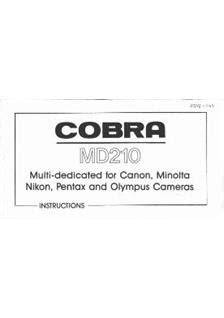 COBRA
MD210
Multi-dedicated for Canon, Minolta
Nikon, Pentax and Olympus Cameras
INSTRUCTIONS